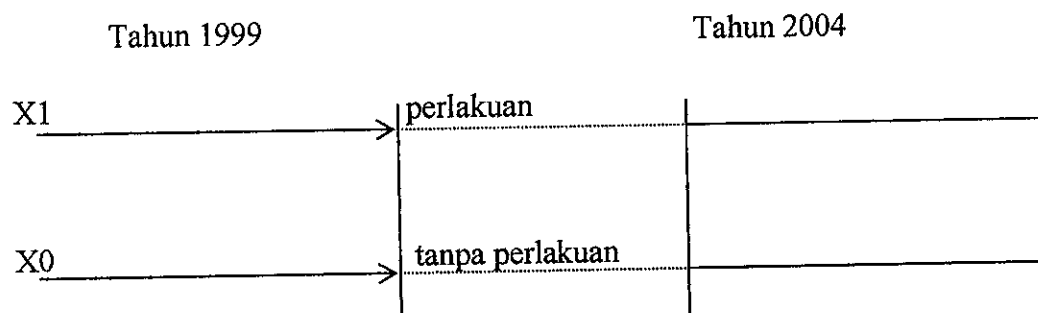 Tahun 1999
Tahun 2004
X1
perlakuan
X0
tanpa perlakuan